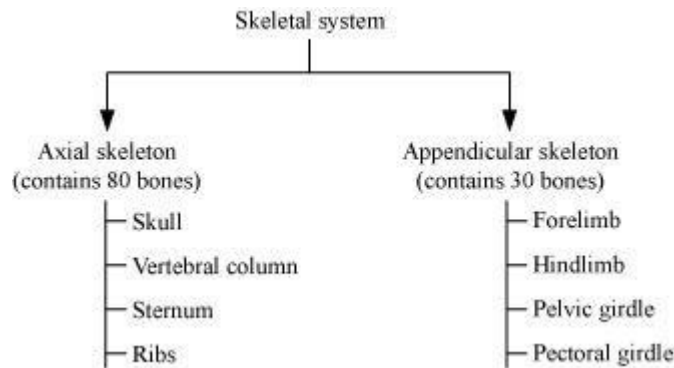 Skeletal system
Axial skeleton
(contains 80 bones)
Skull
Vertebral column
Sternum
Ribs
Appendicular skeleton
(contains 30 bones)
Forelimb
Hindlimb
Pelvic girdle
Pectoral girdle